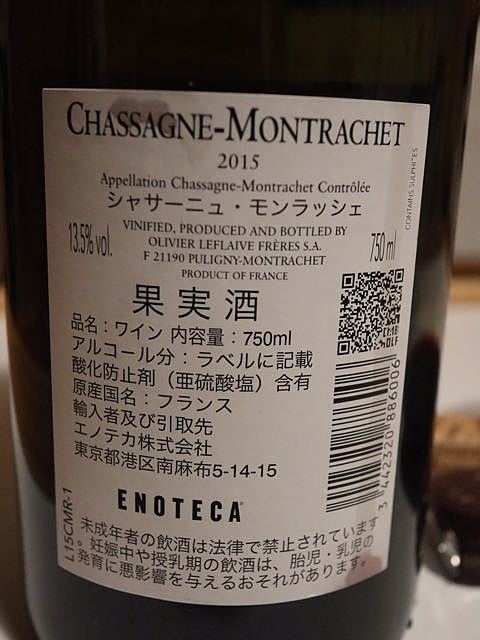 CHASSAGNE-MONTRACHET
2015
Appellation Chassagne-Montrachet Contrôlée
シャサーニュ・モンラッシェ
13.5% vol.
VINIFIED, PRODUCED AND BOTTLED BY
OLIVIER LEFLAIVE FRÈRES S.A.
F 21190 PULIGNY-MONTRACHET
PRODUCT OF FRANCE
750 ml
CONTAINS SULPHITES
果実酒
品名：ワイン 内容量：750ml
アルコール分：ラベルに記載
酸化防止剤（亜硫酸塩）含有
原産国名：フランス
輸入者及び引取先
エノテカ株式会社
東京都港区南麻布5-14-15
ENOTECA
3 442320 886006
L15CMR-1
未成年者の飲酒は法律で禁止されています
。妊娠中や授乳期の飲酒は、胎児・乳児の
発育に悪影響を与えるおそれがあります。